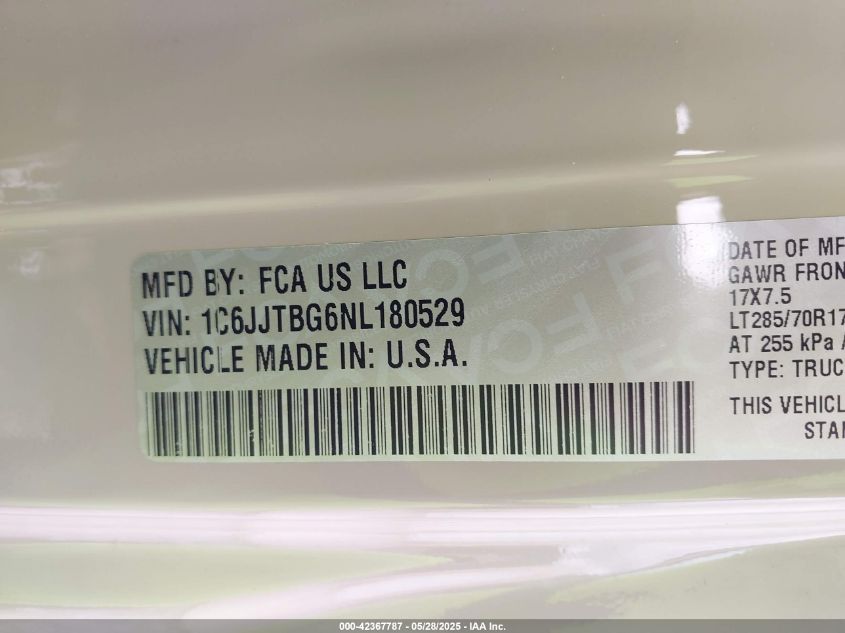 MFD BY: FCA US LLC
VIN: 1C6JJTBG6NL180529
VEHICLE MADE IN: U.S.A.
DATE OF MF
GAWR FRON
17X7.5
LT285/70R17
AT 255 kPa
TYPE: TRUC
THIS VEHICL
STA
000-42367787 - 05/28/2025 - IAA Inc.